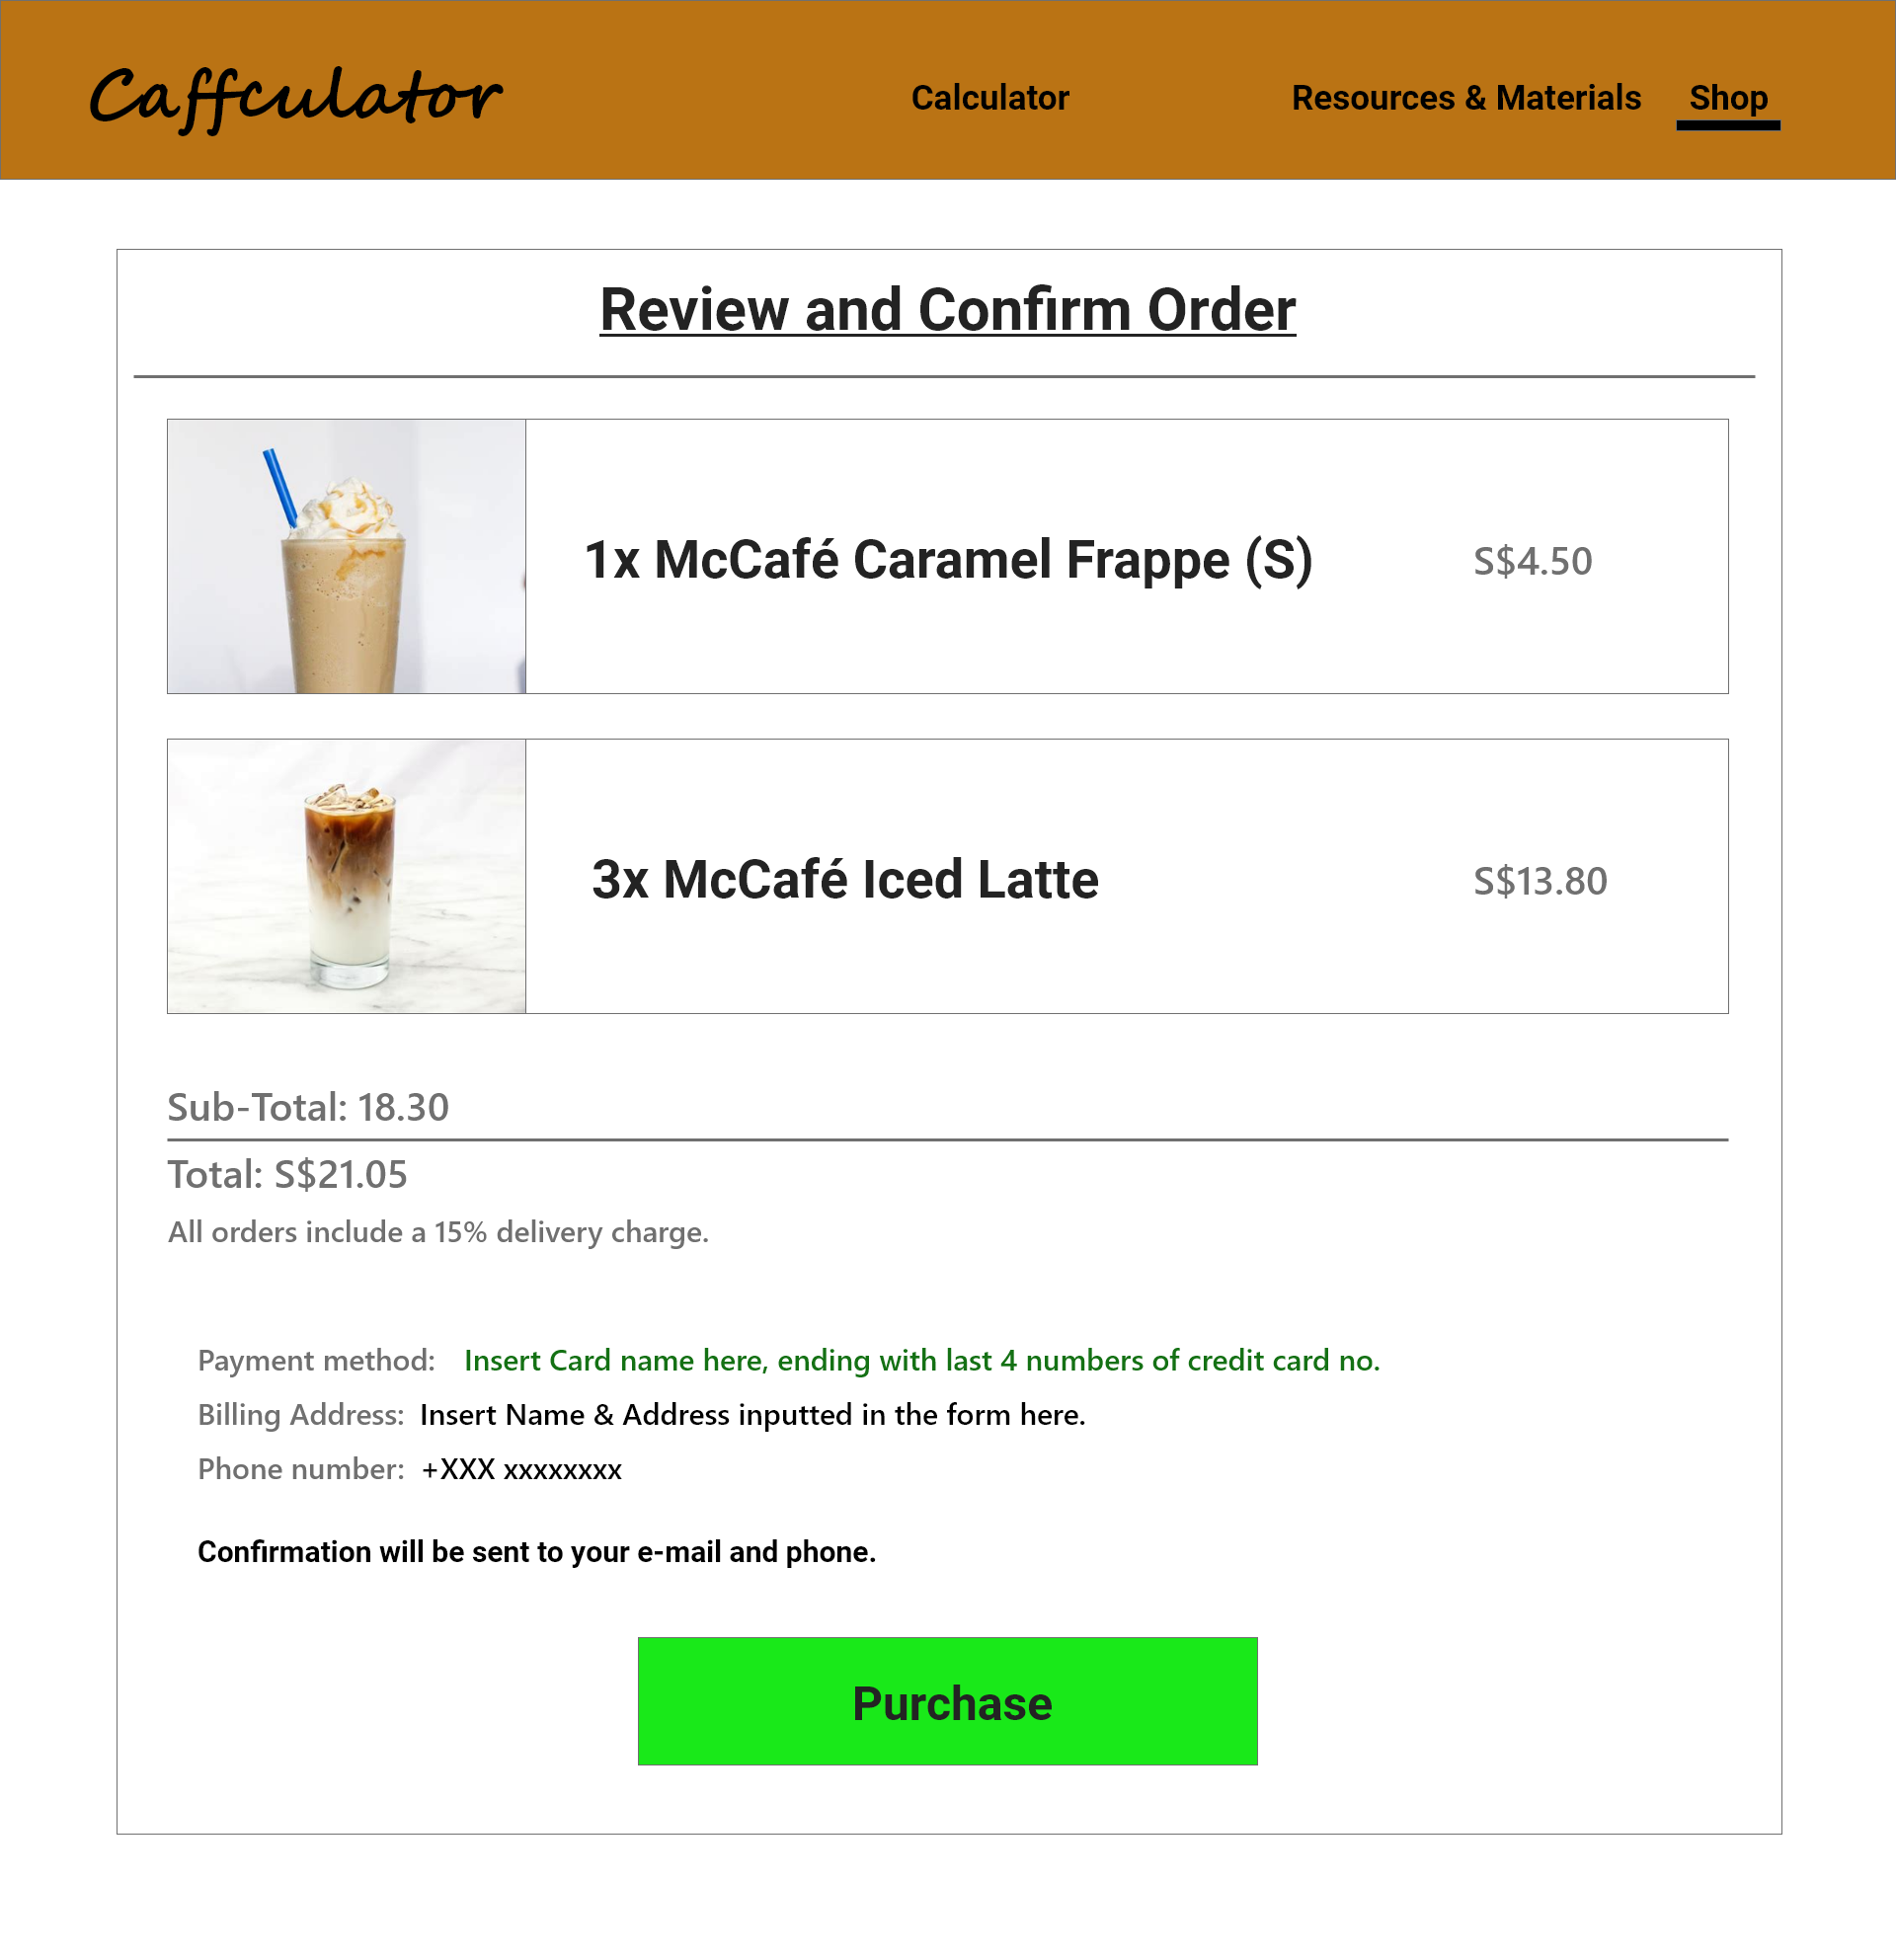 Caffculator
Calculator
Resources & Materials
Shop
Review and Confirm Order
1x McCafé Caramel Frappe (S)
S$4.50
3x McCafé Iced Latte
S$13.80
Sub-Total: 18.30
Total: S$21.05
All orders include a 15% delivery charge.
Payment method: Insert Card name here, ending with last 4 numbers of credit card no.
Billing Address: Insert Name & Address inputted in the form here.
Phone number: +XXX xxxxxxxx
Confirmation will be sent to your e-mail and phone.
Purchase